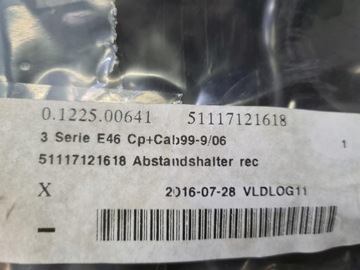 0.1225.00641 51117121618
3 Serie E46 Cp+Cab99-9/06 1
51117121618 Abstandshalter rec
X 2016-07-28 VLDLOG11